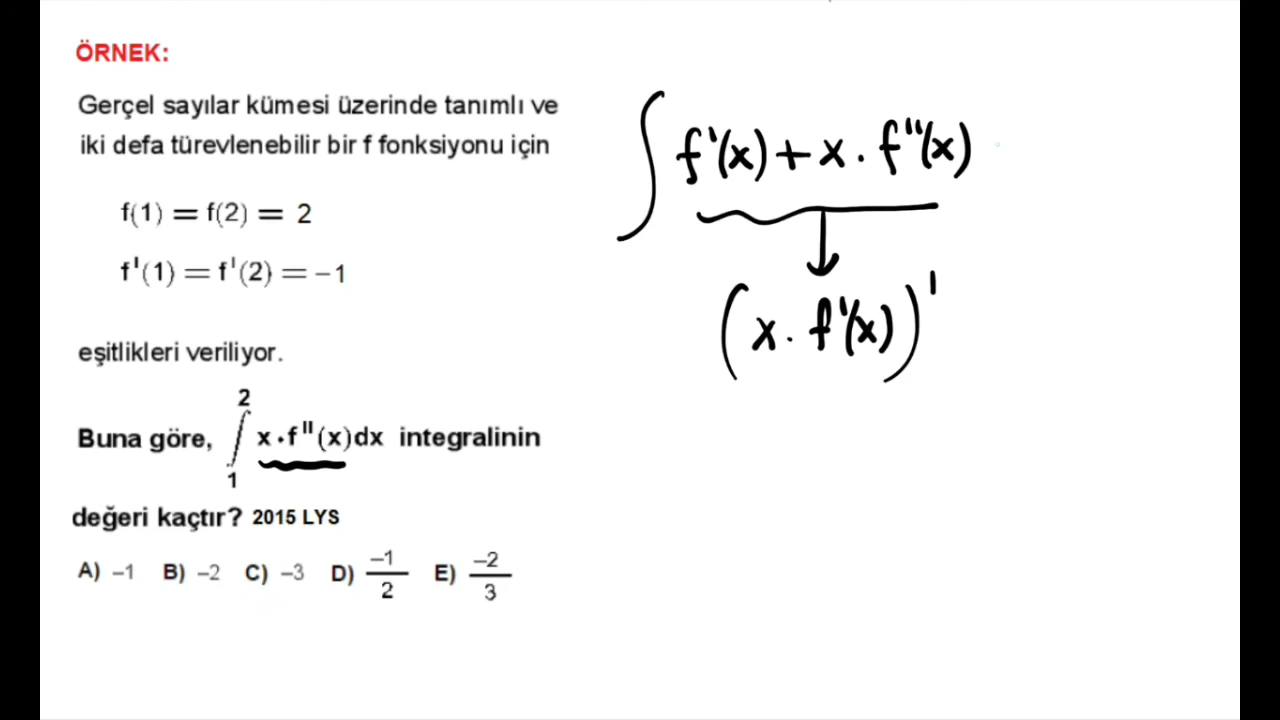 ÖRNEK:
Gerçel sayılar kümesi üzerinde tanımlı ve
iki defa türevlenebilir bir f fonksiyonu için
f(1) = f(2) = 2
f'(1) = f'(2) = −1
eşitlikleri veriliyor.
Buna göre, ∫₁² x·f''(x)dx integralinin
değeri kaçtır? 2015 LYS
A) −1 B) −2 C) −3 D) −1/2 E) −2/3
∫ f'(x) + x · f''(x)
(x · f'(x))'